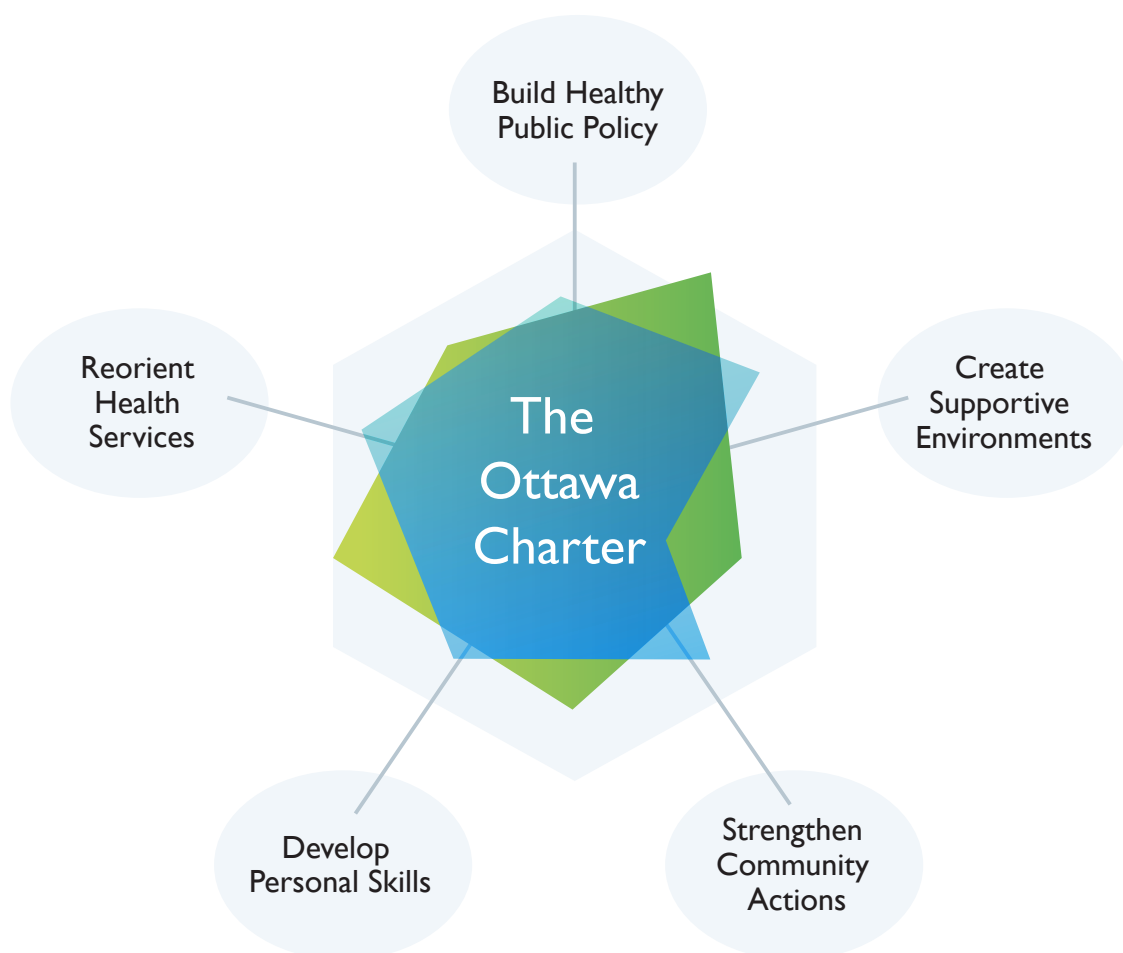 Build Healthy
Public Policy
Reorient
Health
Services
The
Ottawa
Charter
Create
Supportive
Environments
Develop
Personal Skills
Strengthen
Community
Actions